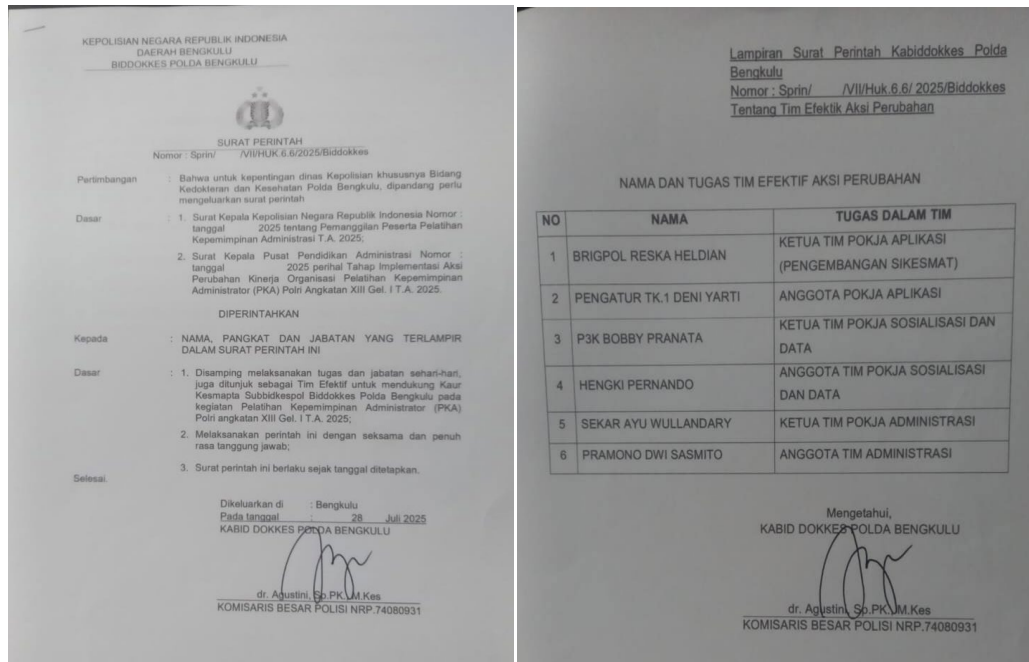 KEPOLISIAN NEGARA REPUBLIK INDONESIA
DAERAH BENGKULU
BIDDOKKES POLDA BENGKULU
SURAT PERINTAH
Nomor : Sprin/ /VII/HUK.6.6/2025/Biddokkes
Pertimbangan : Bahwa untuk kepentingan dinas Kepolisian khususnya Bidang
Kedokteran dan Kesehatan Polda Bengkulu, dipandang perlu
mengeluarkan surat perintah
Dasar : 1. Surat Kepala Kepolisian Negara Republik Indonesia Nomor :
tanggal 2025 tentang Pemanggilan Peserta Pelatihan
Kepemimpinan Administrasi T.A. 2025;
2. Surat Kepala Pusat Pendidikan Administrasi Nomor :
tanggal 2025 perihal Tahap Implementasi Aksi
Perubahan Kinerja Organisasi Pelatihan Kepemimpinan
Administrator (PKA) Polri Angkatan XIII Gel. I T.A. 2025.
DIPERINTAHKAN
Kepada : NAMA, PANGKAT DAN JABATAN YANG TERLAMPIR
DALAM SURAT PERINTAH INI
Dasar : 1. Disamping melaksanakan tugas dan jabatan sehari-hari,
juga ditunjuk sebagai Tim Efektif untuk mendukung Kaur
Kesmapta Subbidkespol Biddokkes Polda Bengkulu pada
kegiatan Pelatihan Kepemimpinan Administrator (PKA)
Polri angkatan XIII Gel. I T.A 2025;
2. Melaksanakan perintah ini dengan seksama dan penuh
rasa tanggung jawab;
3. Surat perintah ini berlaku sejak tanggal ditetapkan.
Selesai.
Dikeluarkan di : Bengkulu
Pada tanggal : 28 Juli 2025
KABID DOKKES POLDA BENGKULU
dr. Agustini, Sp.PK.,M.Kes
KOMISARIS BESAR POLISI NRP.74080931
Lampiran Surat Perintah Kabiddokkes Polda
Bengkulu
Nomor : Sprin/ /VII/Huk.6.6/ 2025/Biddokkes
Tentang Tim Efektik Aksi Perubahan
NAMA DAN TUGAS TIM EFEKTIF AKSI PERUBAHAN
NO NAMA TUGAS DALAM TIM
1 BRIGPOL RESKA HELDIAN KETUA TIM POKJA APLIKASI
(PENGEMBANGAN SIKESMAT)
2 PENGATUR TK.1 DENI YARTI ANGGOTA POKJA APLIKASI
3 P3K BOBBY PRANATA KETUA TIM POKJA SOSIALISASI DAN
DATA
4 HENGKI PERNANDO ANGGOTA TIM POKJA SOSIALISASI
DAN DATA
5 SEKAR AYU WULLANDARY KETUA TIM POKJA ADMINISTRASI
6 PRAMONO DWI SASMITO ANGGOTA TIM ADMINISTRASI
Mengetahui,
KABID DOKKES POLDA BENGKULU
dr. Agustini, Sp.PK.,M.Kes
KOMISARIS BESAR POLISI NRP.74080931